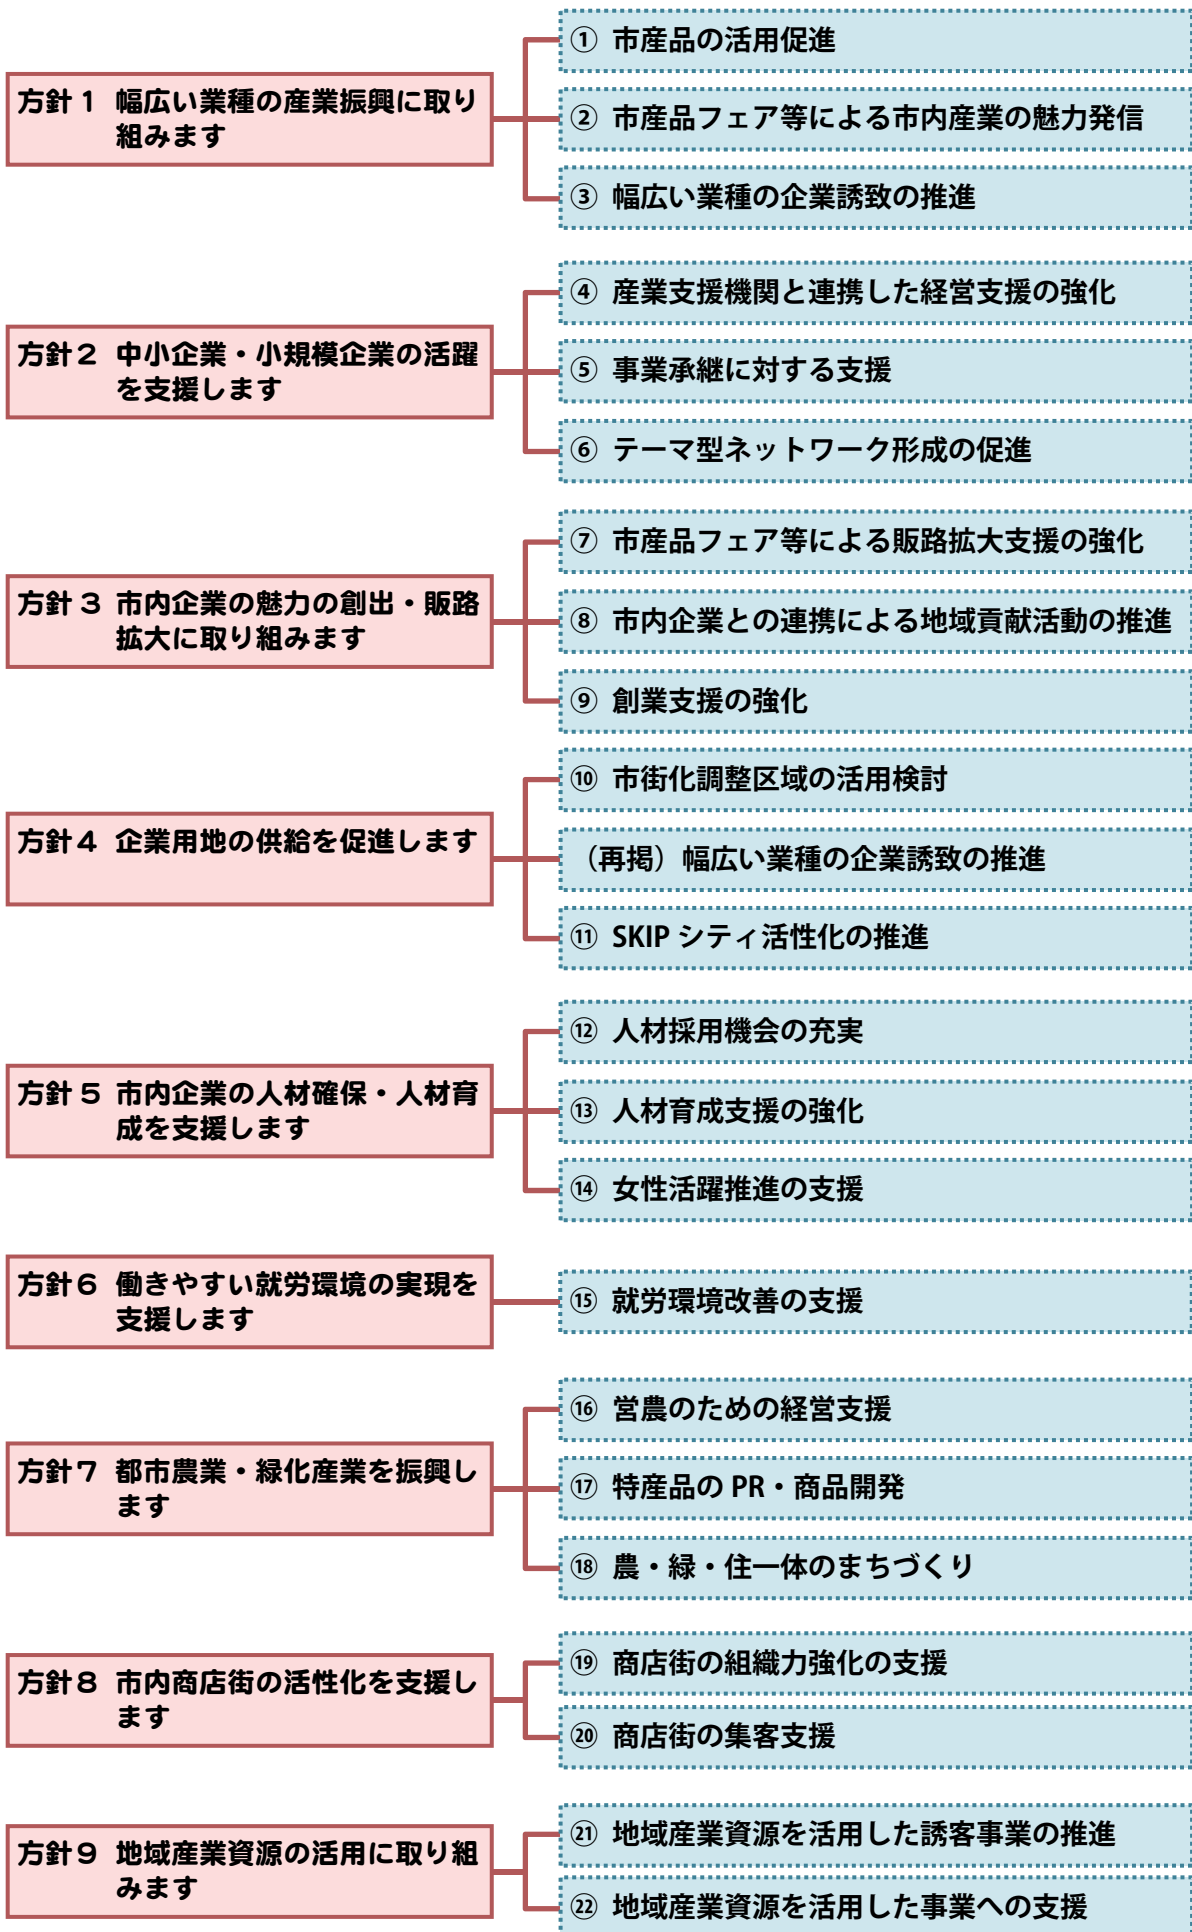 方針1 幅広い業種の産業振興に取り
組みます
① 市産品の活用促進
② 市産品フェア等による市内産業の魅力発信
③ 幅広い業種の企業誘致の推進
方針2 中小企業・小規模企業の活躍
を支援します
④ 産業支援機関と連携した経営支援の強化
⑤ 事業承継に対する支援
⑥ テーマ型ネットワーク形成の促進
方針3 市内企業の魅力の創出・販路
拡大に取り組みます
⑦ 市産品フェア等による販路拡大支援の強化
⑧ 市内企業との連携による地域貢献活動の推進
⑨ 創業支援の強化
方針4 企業用地の供給を促進します
⑩ 市街化調整区域の活用検討
（再掲）幅広い業種の企業誘致の推進
⑪ SKIP シティ活性化の推進
方針5 市内企業の人材確保・人材育
成を支援します
⑫ 人材採用機会の充実
⑬ 人材育成支援の強化
⑭ 女性活躍推進の支援
方針6 働きやすい就労環境の実現を
支援します
⑮ 就労環境改善の支援
方針7 都市農業・緑化産業を振興し
ます
⑯ 営農のための経営支援
⑰ 特産品の PR・商品開発
⑱ 農・緑・住一体のまちづくり
方針8 市内商店街の活性化を支援し
ます
⑲ 商店街の組織力強化の支援
⑳ 商店街の集客支援
方針9 地域産業資源の活用に取り組
みます
㉑ 地域産業資源を活用した誘客事業の推進
㉒ 地域産業資源を活用した事業への支援